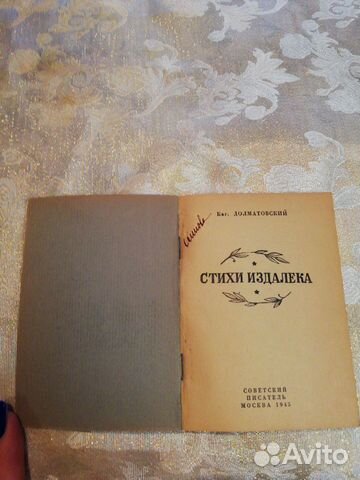 Евг. ДОЛМАТОВСКИЙ
СТИХИ ИЗДАЛЕКА
СОВЕТСКИЙ
ПИСАТЕЛЬ
МОСКВА 1945
Avito